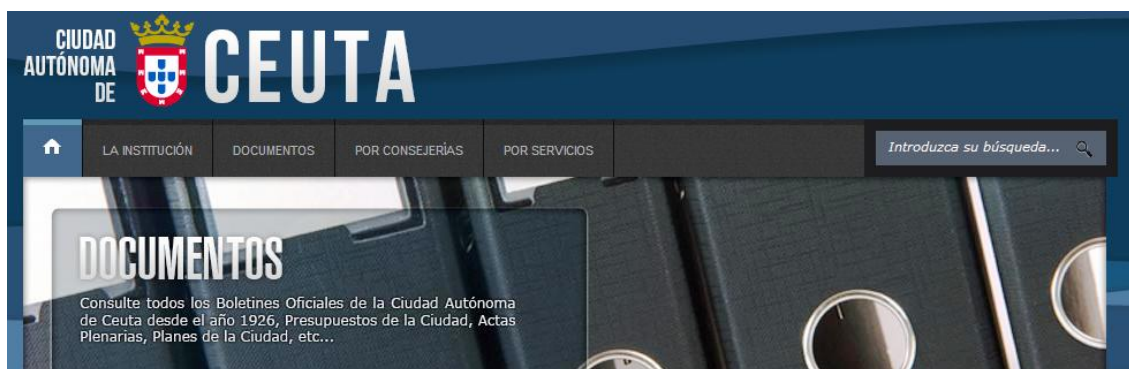 CIUDAD
AUTÓNOMA
DE
CEUTA
LA INSTITUCIÓN
DOCUMENTOS
POR CONSEJERÍAS
POR SERVICIOS
Introduzca su búsqueda...
DOCUMENTOS
Consulte todos los Boletines Oficiales de la Ciudad Autónoma
de Ceuta desde el año 1926, Presupuestos de la Ciudad, Actas
Plenarias, Planes de la Ciudad, etc...